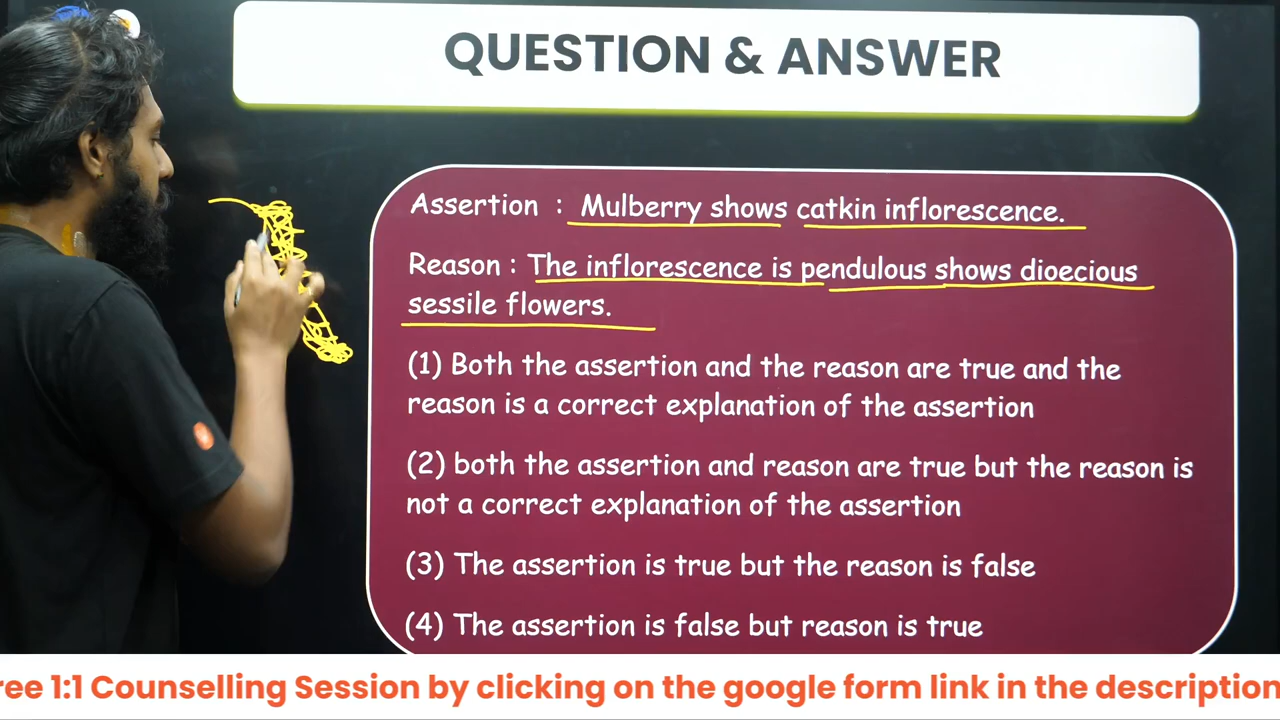 QUESTION & ANSWER
Assertion : Mulberry shows catkin inflorescence.
Reason : The inflorescence is pendulous shows dioecious
sessile flowers.
(1) Both the assertion and the reason are true and the
reason is a correct explanation of the assertion
(2) both the assertion and reason are true but the reason is
not a correct explanation of the assertion
(3) The assertion is true but the reason is false
(4) The assertion is false but reason is true
ree 1:1 Counselling Session by clicking on the google form link in the description